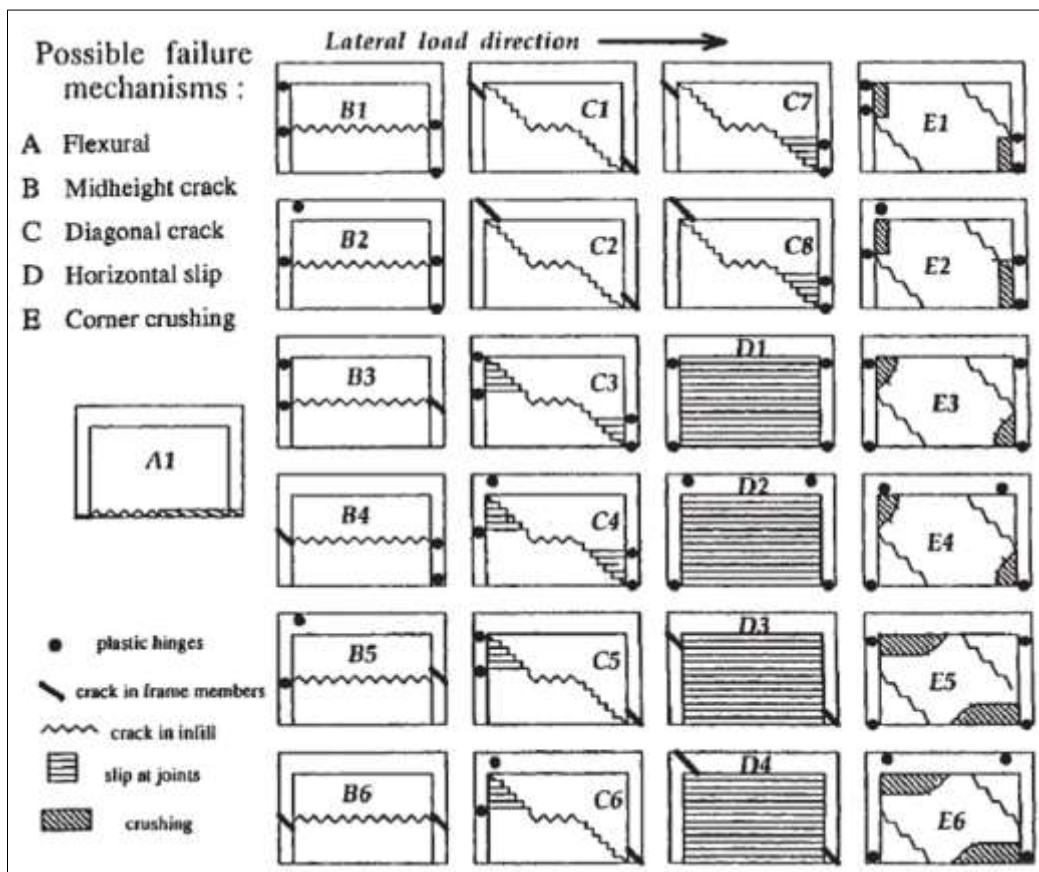 Possible failure
mechanisms :
A Flexural
B Midheight crack
C Diagonal crack
D Horizontal slip
E Corner crushing
A1
plastic hinges
crack in frame members
crack in infill
slip at joints
crushing
Lateral load direction
B1 C1 C7 E1
B2 C2 C8 E2
B3 C3 D1 E3
B4 C4 D2 E4
B5 C5 D3 E5
B6 C6 D4 E6